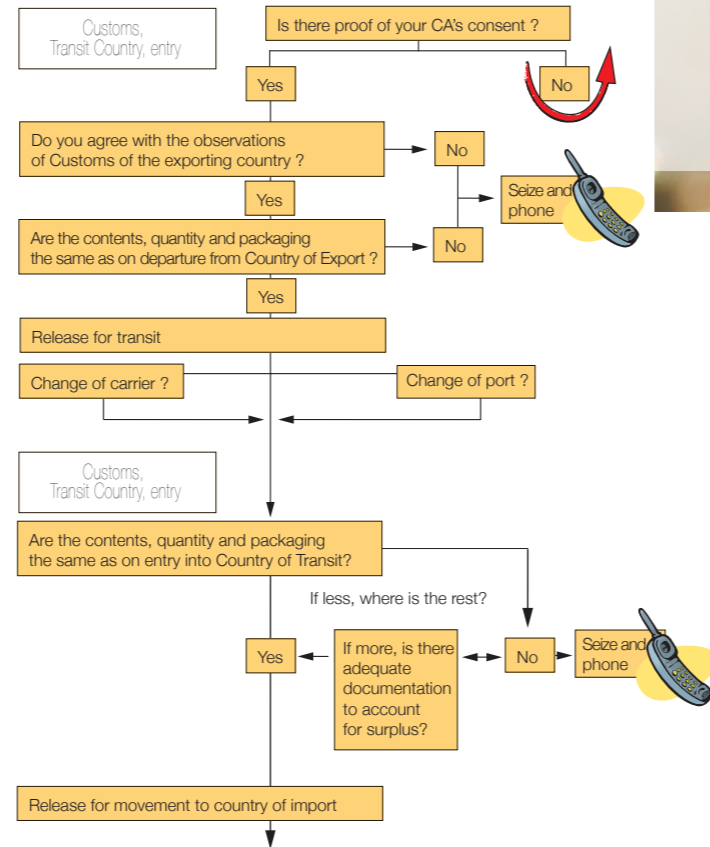 Customs,
Transit Country, entry
Is there proof of your CA's consent ?
Yes
No
Do you agree with the observations
of Customs of the exporting country ?
No
Yes
Seize and
phone
Are the contents, quantity and packaging
the same as on departure from Country of Export ?
No
Yes
Release for transit
Change of carrier ?
Change of port ?
Customs,
Transit Country, entry
Are the contents, quantity and packaging
the same as on entry into Country of Transit?
If less, where is the rest?
Yes
If more, is there
adequate
documentation
to account
for surplus?
No
Seize and
phone
Release for movement to country of import